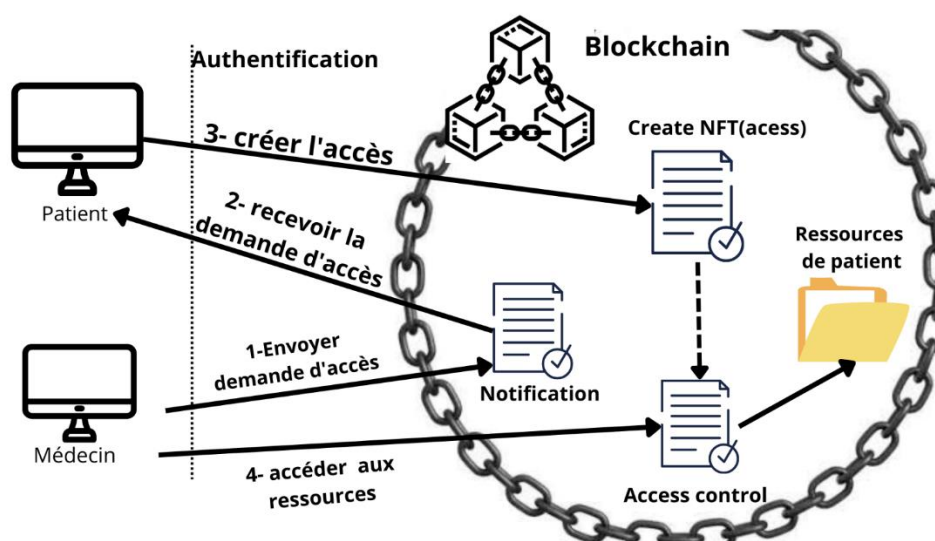 Blockchain
Authentification
3- créer l'accès
Create NFT(acess)
Patient
2- recevoir la
demande d'accès
Ressources
de patient
1-Envoyer
demande d'accès
Notification
Médecin
4- accéder aux
ressources
Access control